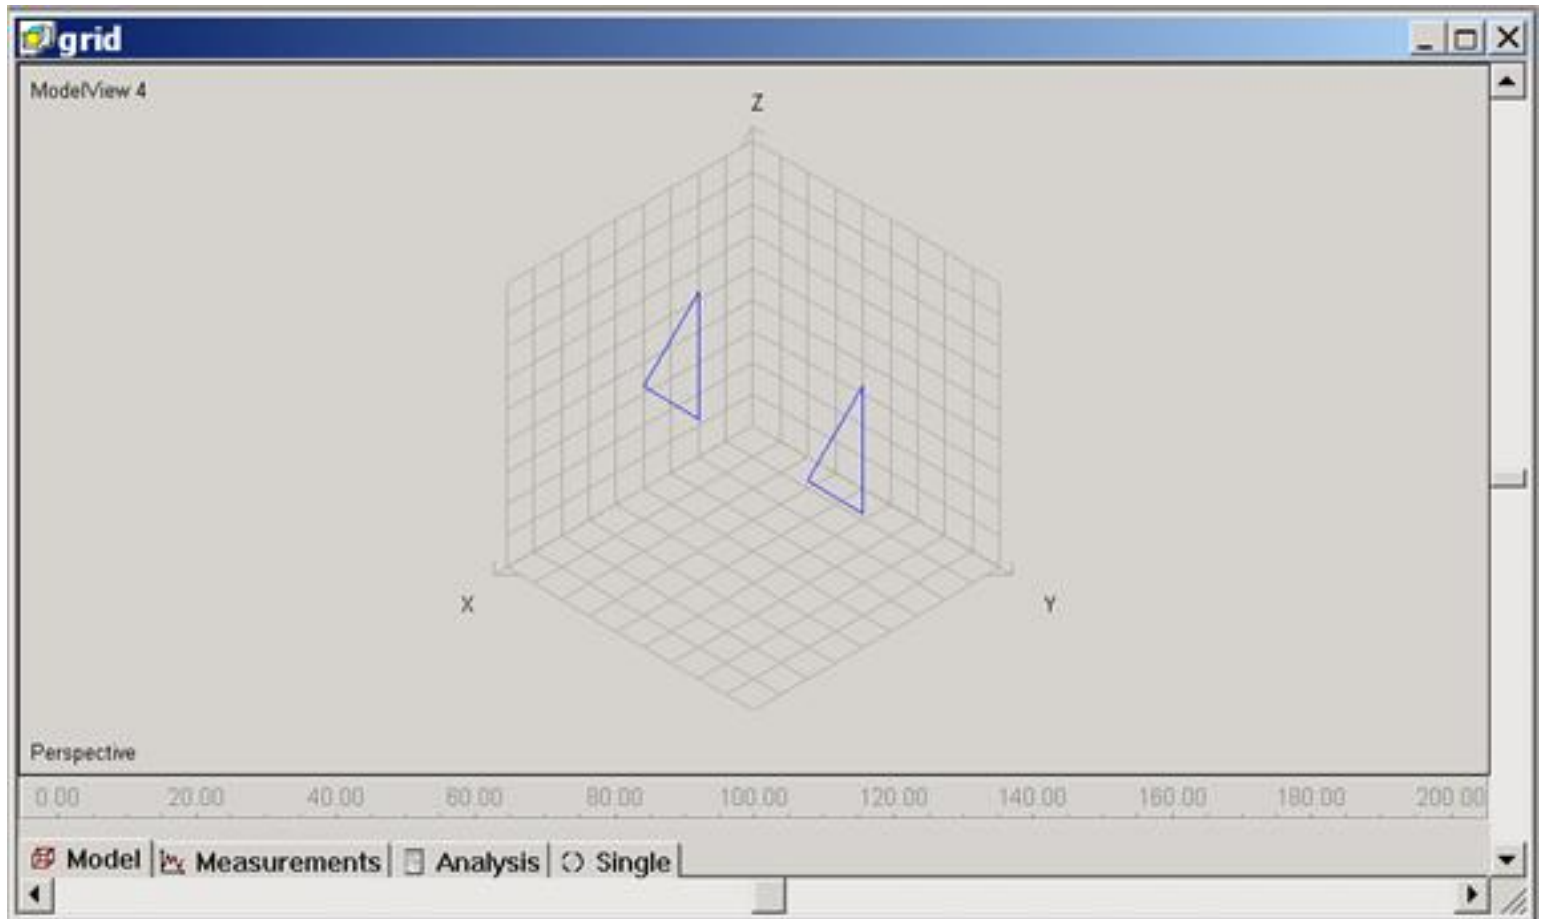 grid
ModelView 4
Z
X
Y
Perspective
0.00 20.00 40.00 60.00 80.00 100.00 120.00 140.00 160.00 180.00 200.00
Model Measurements Analysis Single